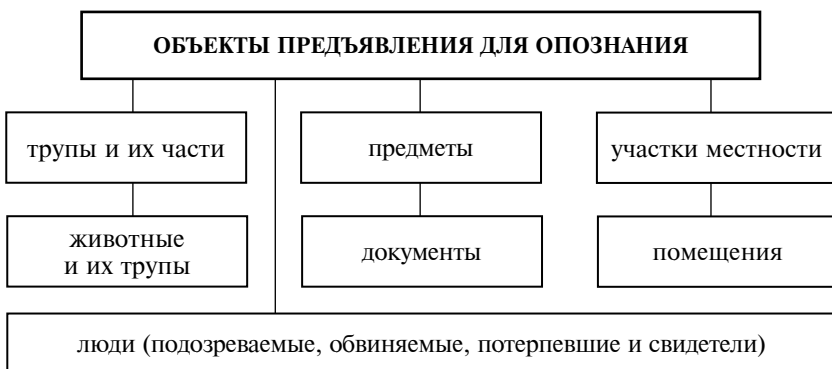 ОБЪЕКТЫ ПРЕДЪЯВЛЕНИЯ ДЛЯ ОПОЗНАНИЯ
трупы и их части
предметы
участки местности
животные
и их трупы
документы
помещения
люди (подозреваемые, обвиняемые, потерпевшие и свидетели)